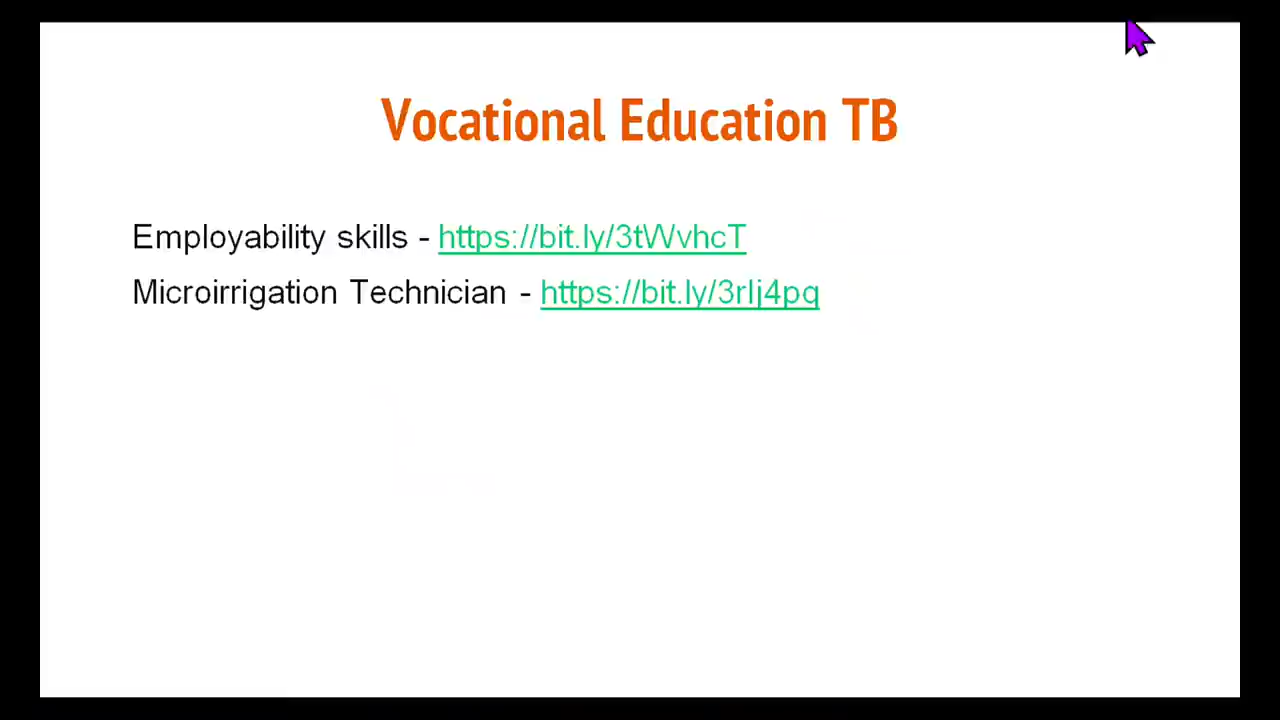 Vocational Education TB
Employability skills - https://bit.ly/3tWvhcT
Microirrigation Technician - https://bit.ly/3rIj4pq